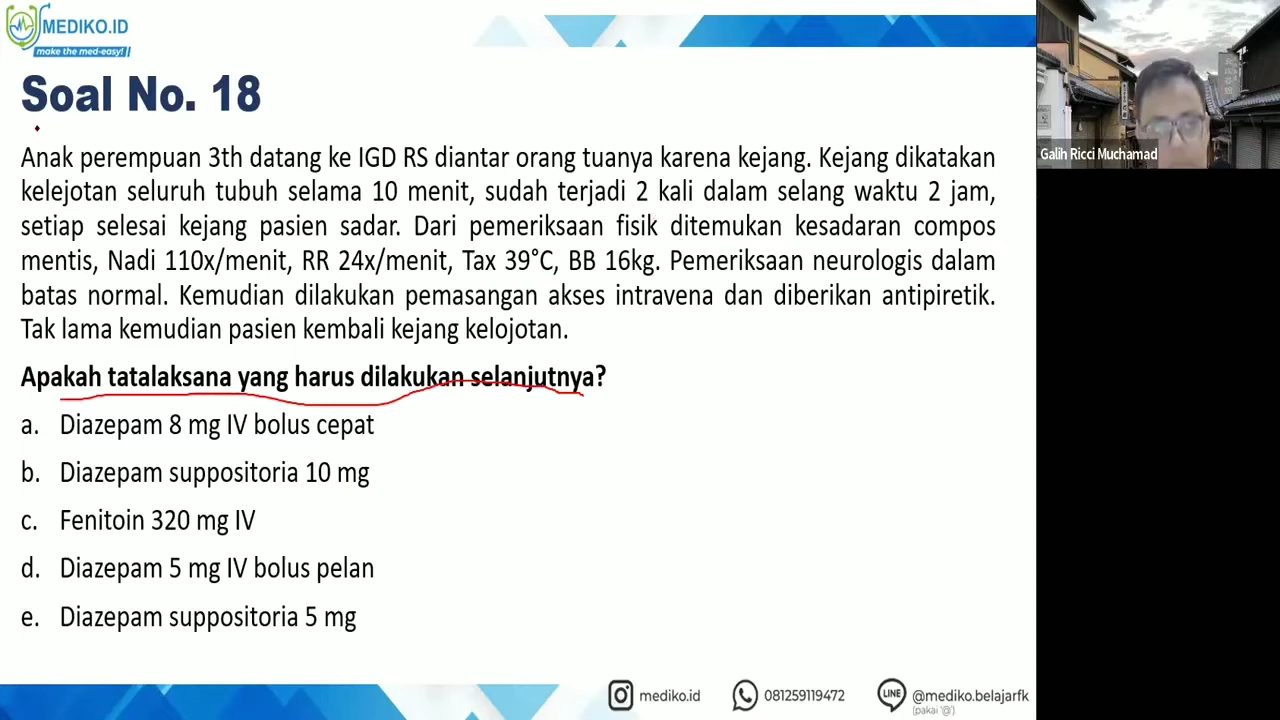 MEDIKO.ID
make the med-easy!
Soal No. 18
Anak perempuan 3th datang ke IGD RS diantar orang tuanya karena kejang. Kejang dikatakan
kelejotan seluruh tubuh selama 10 menit, sudah terjadi 2 kali dalam selang waktu 2 jam,
setiap selesai kejang pasien sadar. Dari pemeriksaan fisik ditemukan kesadaran compos
mentis, Nadi 110x/menit, RR 24x/menit, Tax 39°C, BB 16kg. Pemeriksaan neurologis dalam
batas normal. Kemudian dilakukan pemasangan akses intravena dan diberikan antipiretik.
Tak lama kemudian pasien kembali kejang kelojotan.
Apakah tatalaksana yang harus dilakukan selanjutnya?
a. Diazepam 8 mg IV bolus cepat
b. Diazepam suppositoria 10 mg
c. Fenitoin 320 mg IV
d. Diazepam 5 mg IV bolus pelan
e. Diazepam suppositoria 5 mg
mediko.id
081259119472
LINE
@mediko.belajarfk
(pakai '@')
Galih Ricci Muchamad